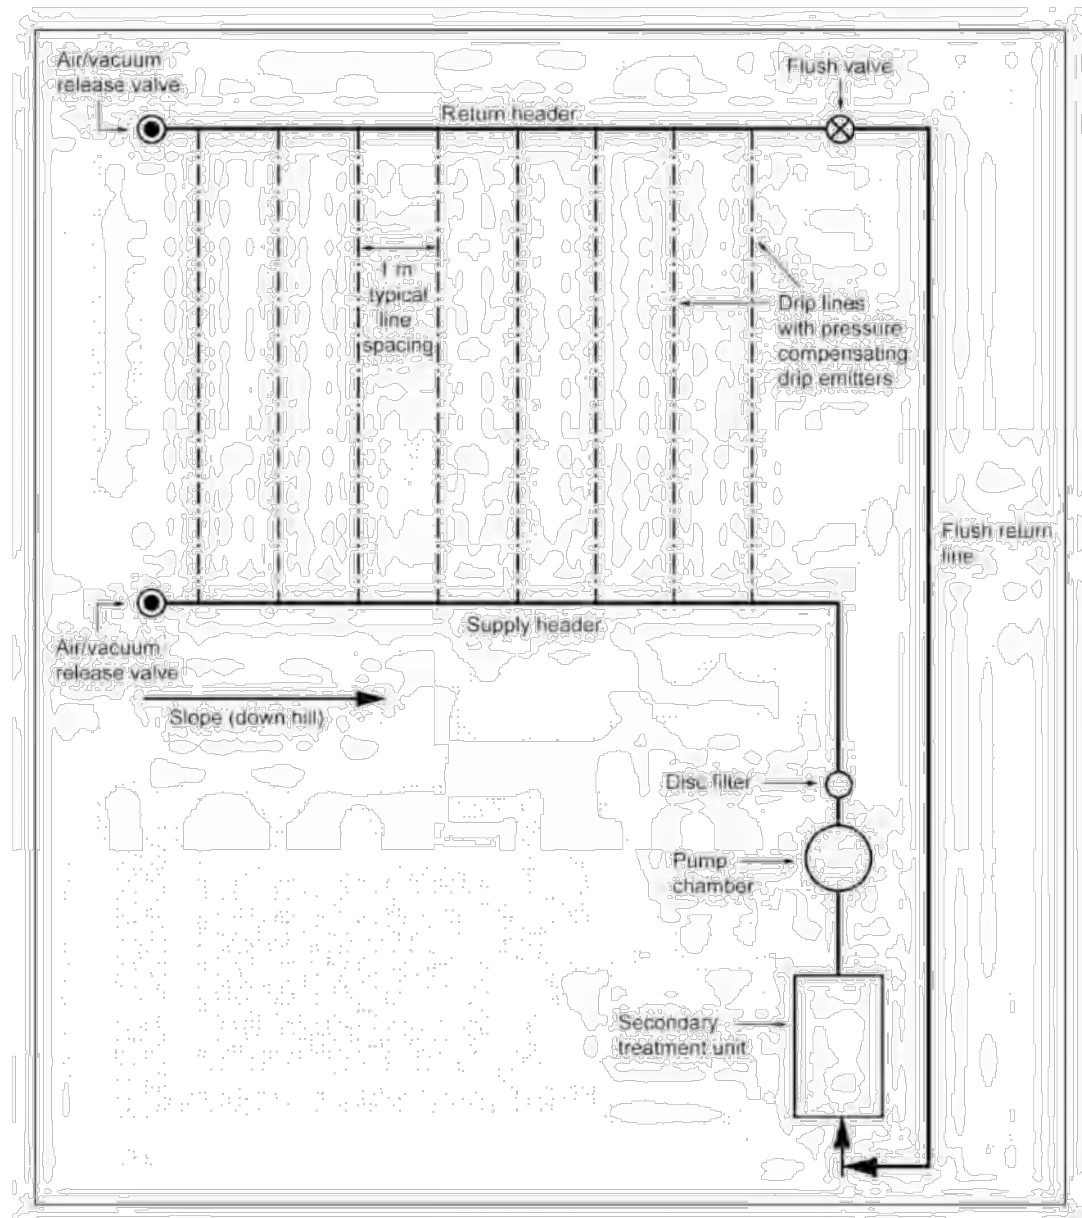 Air/vacuum
release valve
Flush valve
Return header
1 m
typical
line
spacing
Drip lines
with pressure
compensating
drip emitters
Flush return
line
Supply header
Air/vacuum
release valve
Slope (down hill)
Disc filter
Pump
chamber
Secondary
treatment unit